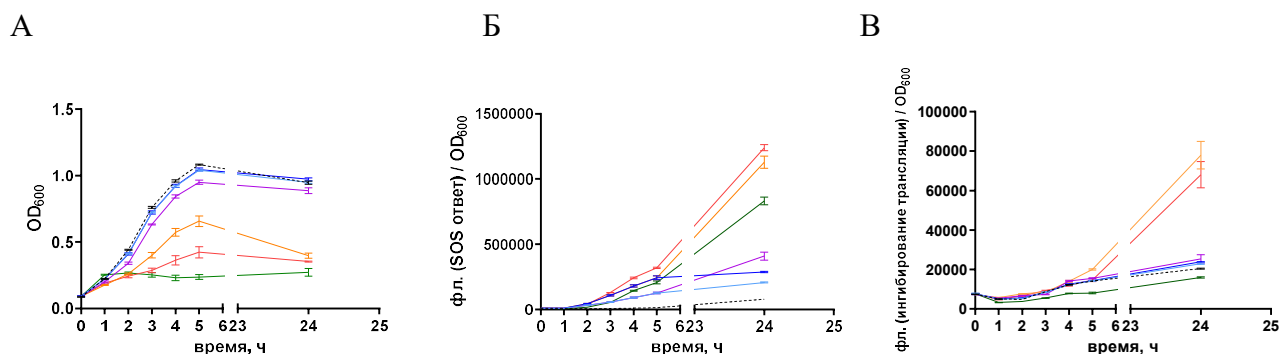 А
Б
В
OD600
1.5
1.0
0.5
0.0
0 1 2 3 4 5 6 23 24 25
время, ч
фл. (SOS ответ) / OD600
1500000
1000000
500000
0
0 1 2 3 4 5 6 23 24 25
время, ч
фл. (ингибирование трансляции) / OD600
100000
80000
60000
40000
20000
0
0 1 2 3 4 5 6 23 24 25
время, ч